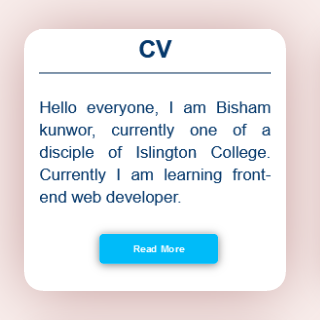 CV
Hello everyone, I am Bisham
kunwor, currently one of a
disciple of Islington College.
Currently I am learning front-
end web developer.
Read More